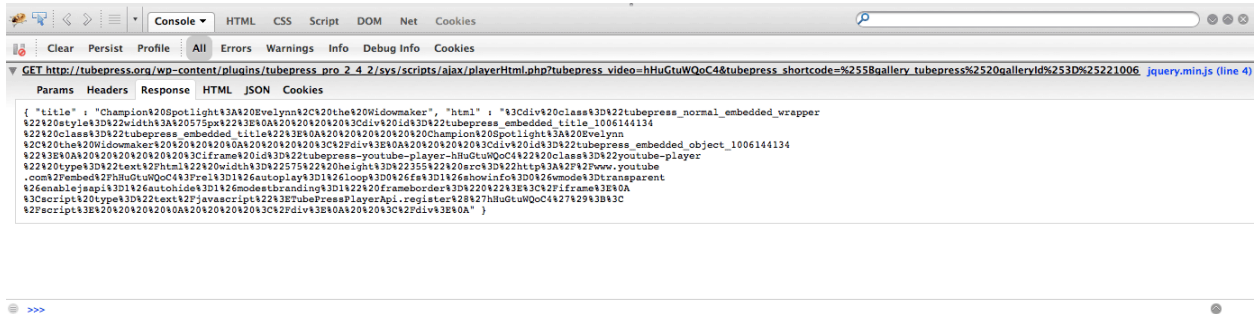 Console HTML CSS Script DOM Net Cookies
Clear Persist Profile All Errors Warnings Info Debug Info Cookies
GET http://tubepress.org/wp-content/plugins/tubepress_pro_2_4_2/sys/scripts/ajax/playerHtml.php?tubepress_video=hHuGtuWQoC4&tubepress_shortcode=%255Bgallery_tubepress%2520galleryId%253D%25221006 jquery.min.js (line 4)
Params Headers Response HTML JSON Cookies
{ "title" : "Champion%20Spotlight%3A%20Evelynn%2C%20the%20Widowmaker", "html" : "%3Cdiv%20class%3D%22tubepress_normal_embedded_wrapper
%22%20style%3D%22width%3A%20575px%22%3E%0A%20%20%20%20%3Cdiv%20id%3D%22tubepress_embedded_title_1006144134
%22%20class%3D%22tubepress_embedded_title%22%3E%0A%20%20%20%20%20%20Champion%20Spotlight%3A%20Evelynn
%2C%20the%20Widowmaker%20%20%20%20%0A%20%20%20%20%3C%2Fdiv%3E%0A%20%20%20%20%3Cdiv%20id%3D%22tubepress_embedded_object_1006144134
%22%3E%0A%20%20%20%20%20%20%3Ciframe%20id%3D%22tubepress-youtube-player-hHuGtuWQoC4%22%20class%3D%22youtube-player
%22%20type%3D%22text%2Fhtml%22%20width%3D%22575%22%20height%3D%22355%22%20src%3D%22http%3A%2F%2Fwww.youtube
.com%2Fembed%2FhHuGtuWQoC4%3Frel%3D1%26autoplay%3D1%26loop%3D0%26fs%3D1%26showinfo%3D0%26wmode%3Dtransparent
%26enablejsapi%3D1%26autohide%3D1%26modestbranding%3D1%22%20frameborder%3D%220%22%3E%3C%2Fiframe%3E%0A
%3Cscript%20type%3D%22text%2Fjavascript%22%3ETubePressPlayerApi.register%28%27hHuGtuWQoC4%27%29%3B%3C
%2Fscript%3E%20%20%20%20%0A%20%20%20%20%3C%2Fdiv%3E%0A%20%20%3C%2Fdiv%3E%0A" }
>>>